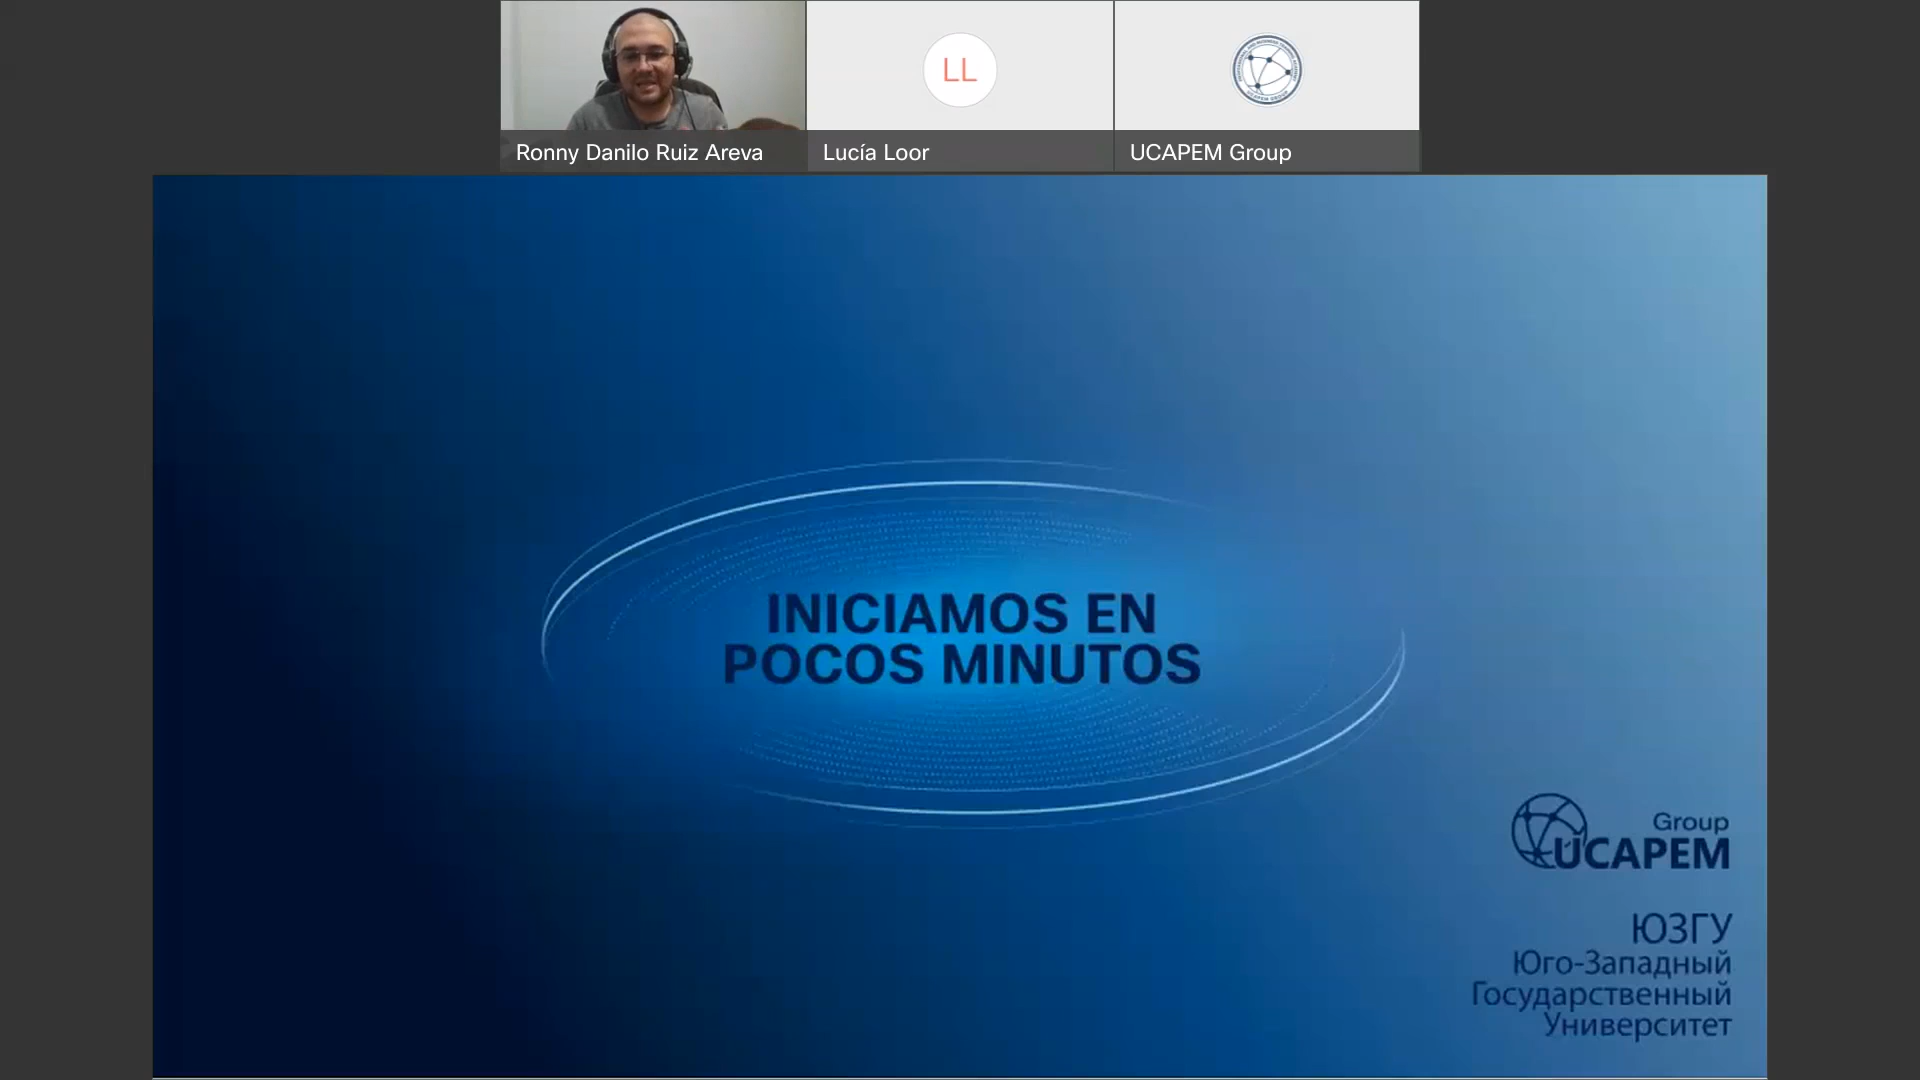 LL
Ronny Danilo Ruiz Areva
Lucía Loor
UCAPEM Group
INICIAMOS EN
POCOS MINUTOS
Group
UCAPEM
ЮЗГУ
Юго-Западный
Государственный
Университет